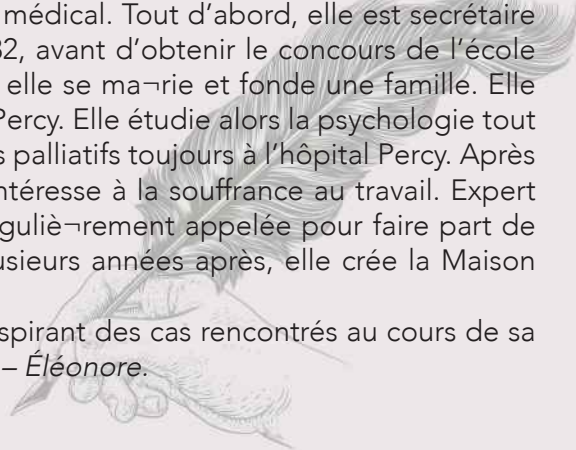 médical. Tout d’abord, elle est secrétaire
82, avant d’obtenir le concours de l’école
elle se ma¬rie et fonde une famille. Elle
Percy. Elle étudie alors la psychologie tout
s palliatifs toujours à l’hôpital Percy. Après
ntéresse à la souffrance au travail. Expert
guliè¬rement appelée pour faire part de
usieurs années après, elle crée la Maison
spirant des cas rencontrés au cours de sa
– Éléonore.